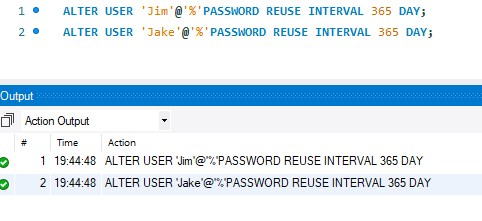 1 ALTER USER 'Jim'@'%'PASSWORD REUSE INTERVAL 365 DAY;
2 ALTER USER 'Jake'@'%'PASSWORD REUSE INTERVAL 365 DAY;
Output
Action Output
# Time Action
1 19:44:48 ALTER USER 'Jim'@'%'PASSWORD REUSE INTERVAL 365 DAY
2 19:44:48 ALTER USER 'Jake'@'%'PASSWORD REUSE INTERVAL 365 DAY